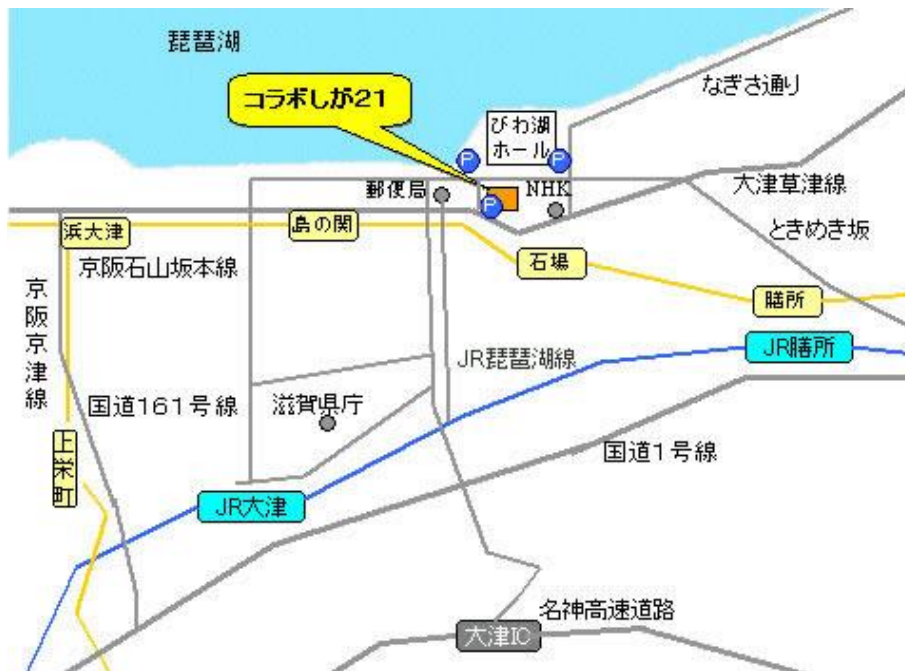 琵琶湖
なぎさ通り
コラボしが21
びわ湖
ホール
P
P
郵便局
P
NHK
大津草津線
浜大津
島の関
ときめき坂
京阪石山坂本線
石場
京阪京津線
膳所
JR琵琶湖線
JR膳所
国道161号線
滋賀県庁
上栄町
国道1号線
JR大津
名神高速道路
大津IC